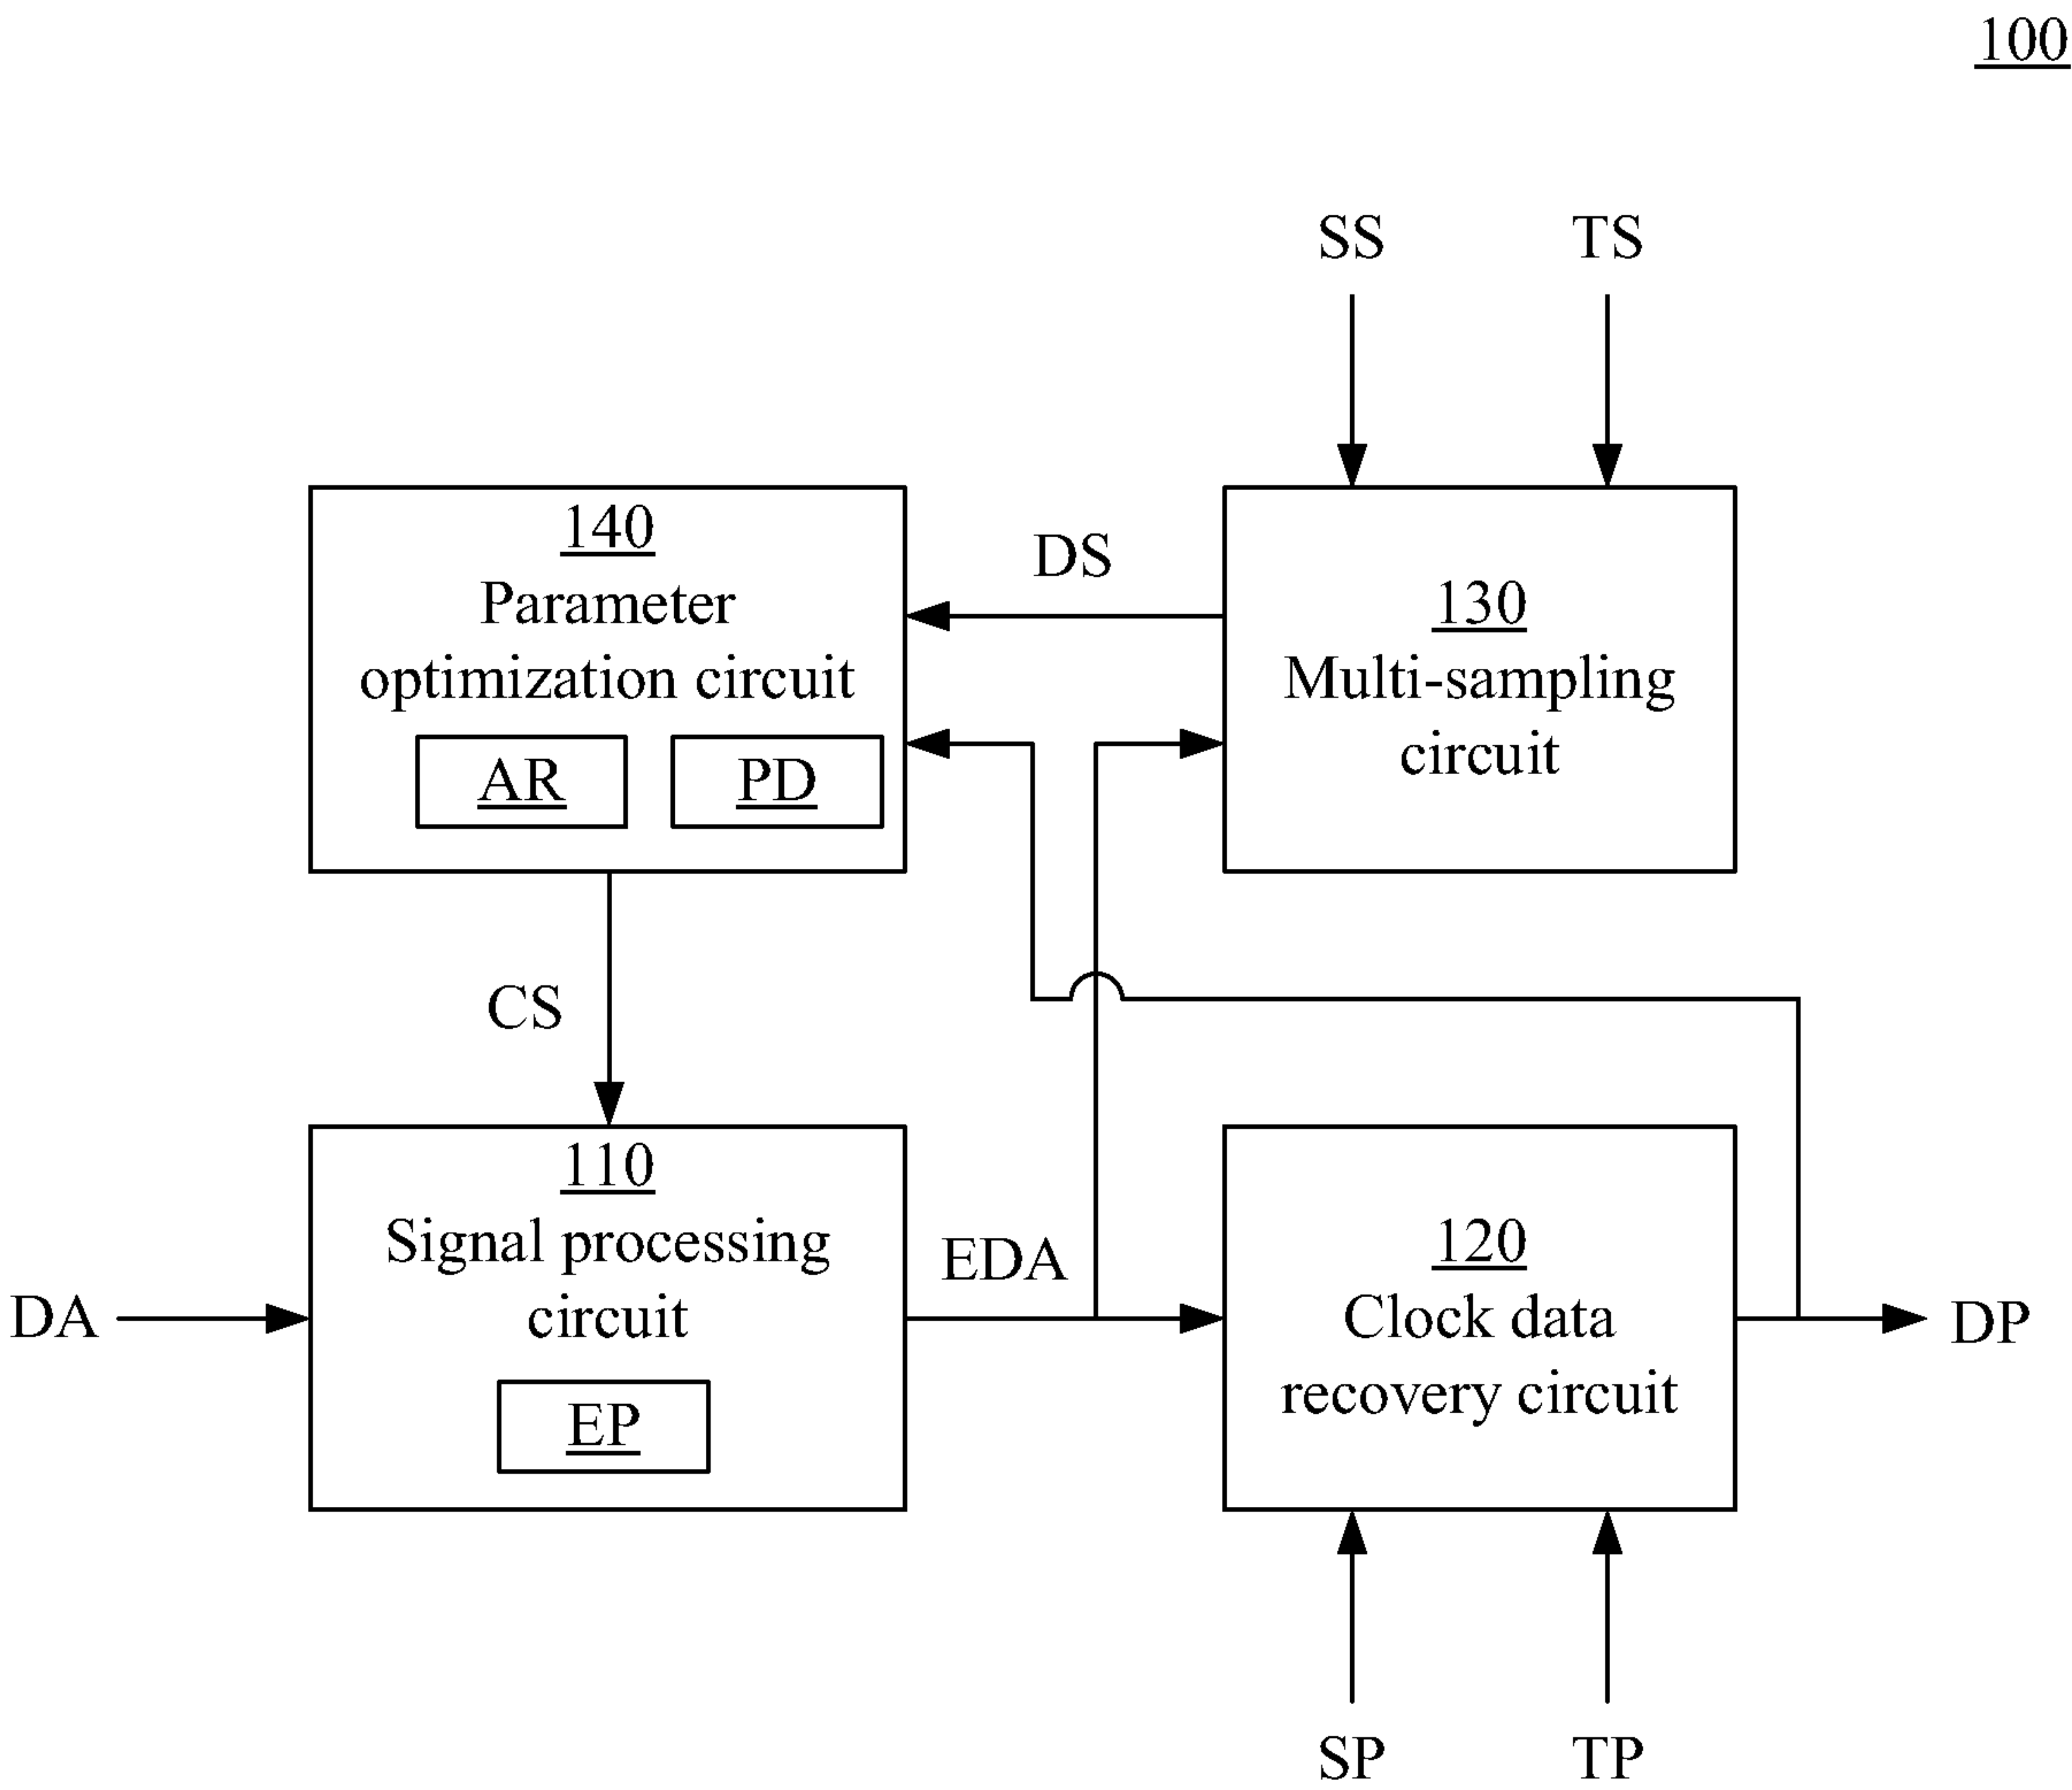 100
SS
TS
140
Parameter
optimization circuit
AR
PD
DS
130
Multi-sampling
circuit
CS
110
Signal processing
circuit
EP
DA
EDA
120
Clock data
recovery circuit
DP
SP
TP